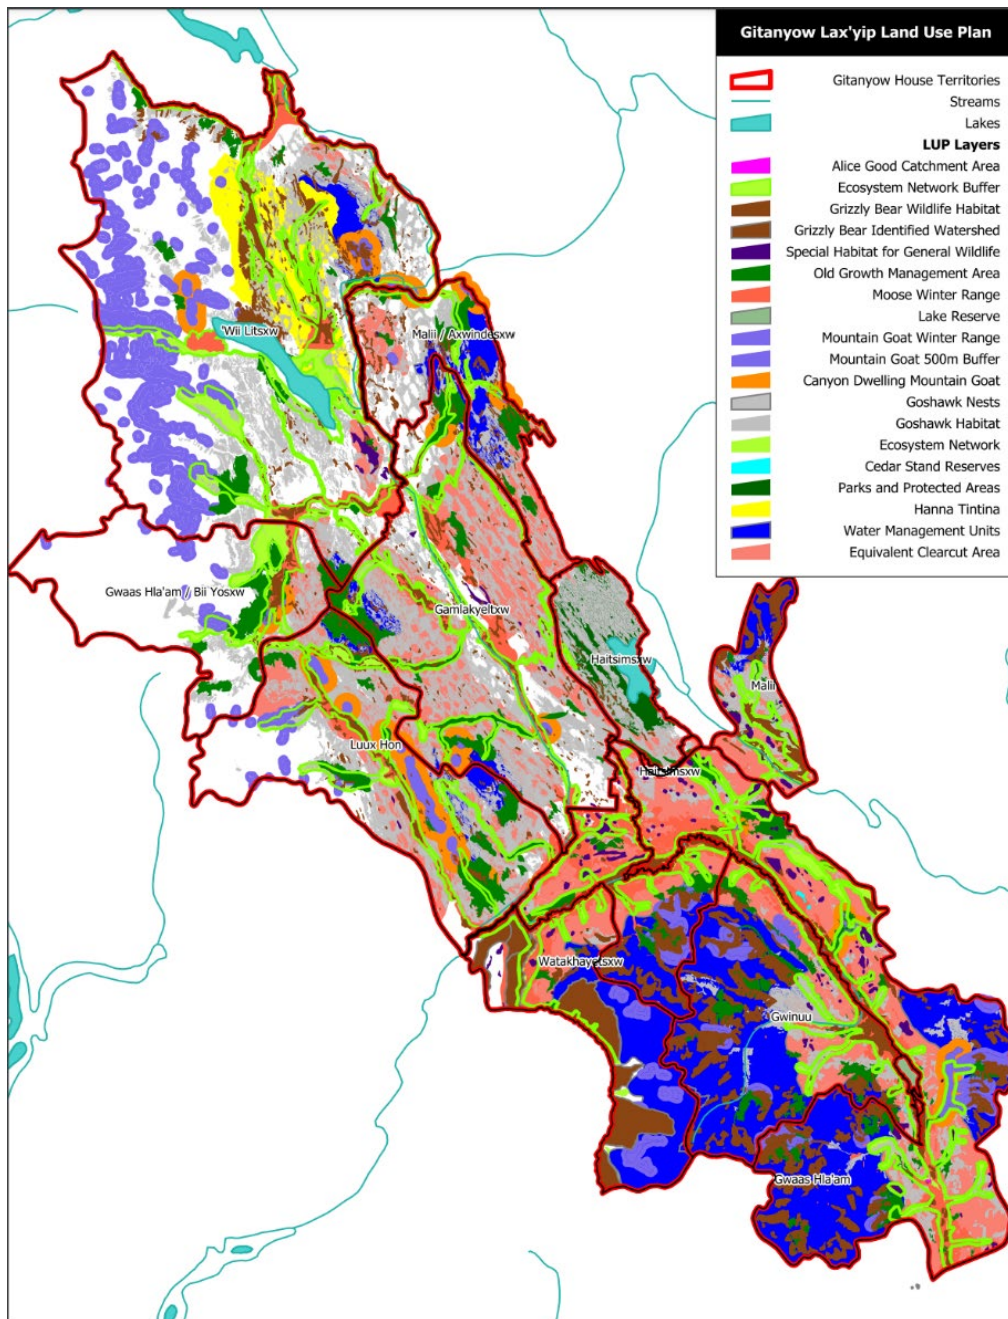 Gitanyow Lax'yip Land Use Plan
Gitanyow House Territories
Streams
Lakes
LUP Layers
Alice Good Catchment Area
Ecosystem Network Buffer
Grizzly Bear Wildlife Habitat
Grizzly Bear Identified Watershed
Special Habitat for General Wildlife
Old Growth Management Area
Moose Winter Range
Lake Reserve
Mountain Goat Winter Range
Mountain Goat 500m Buffer
Canyon Dwelling Mountain Goat
Goshawk Nests
Goshawk Habitat
Ecosystem Network
Cedar Stand Reserves
Parks and Protected Areas
Hanna Tintina
Water Management Units
Equivalent Clearcut Area
'Wii Litsxw
Malii / Axwindesxw
Gwaas Hla'am / Bii Yosxw
Gamlakyeltxw
Haitsimsxw
Malii
Luux Hon
Haitsimsxw
Watakhayetsxw
Gwinuu
Gwaas Hla'am